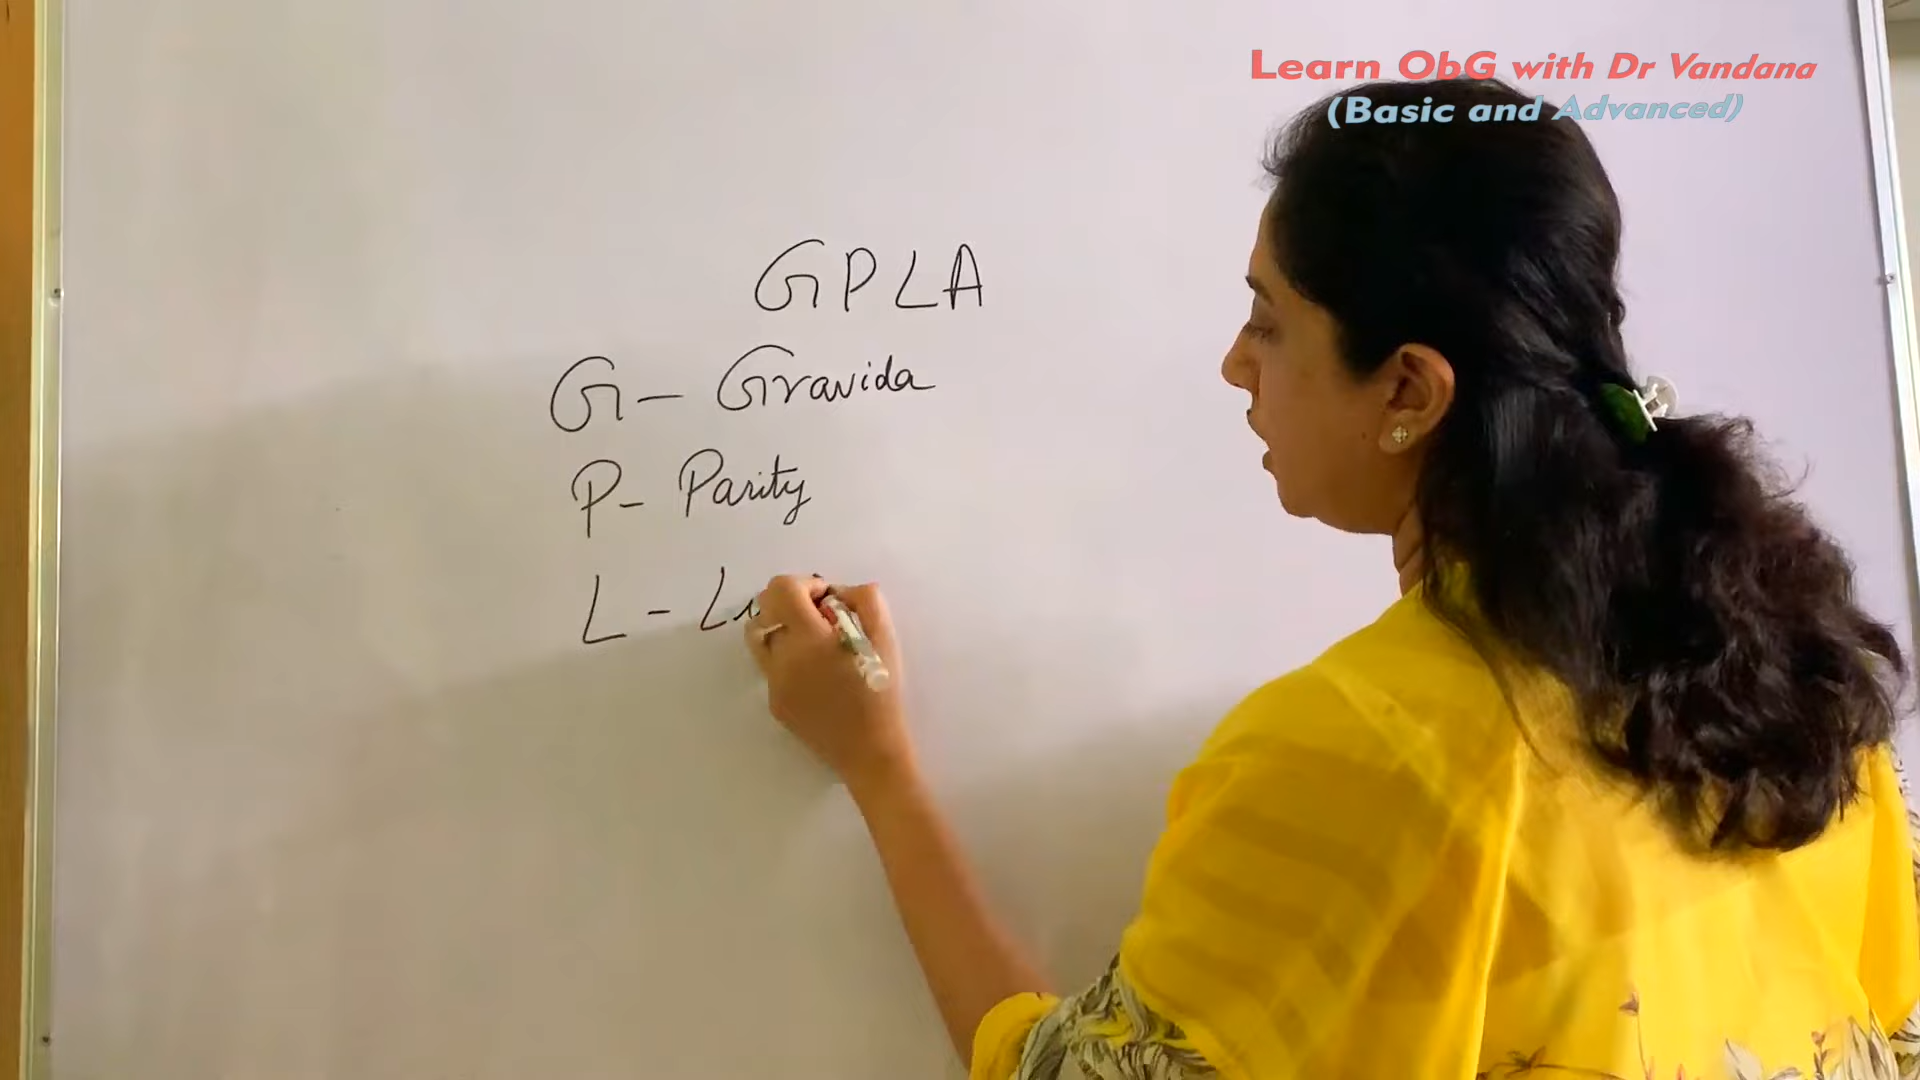 Learn ObG with Dr Vandana
(Basic and Advanced)
GPLA
G - Gravida
P - Parity
L -